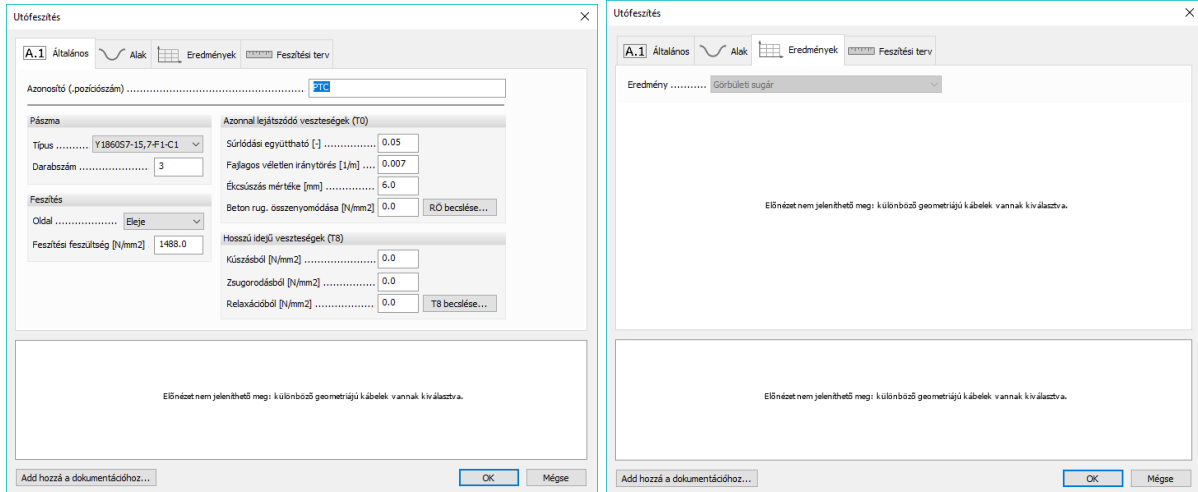 Utófeszítés
A.1 Általános Alak Eredmények Feszítési terv
Azonosító (.pozíciószám) ........................................................ PTC
Pászma
Típus .......... Y1860S7-15,7-F1-C1
Darabszám ...................... 3
Feszítés
Oldal ................... Eleje
Feszítési feszültség [N/mm2] 1488.0
Azonnal lejátszódó veszteségek (T0)
Súrlódási együttható [-] ................ 0.05
Fajlagos véletlen iránytörés [1/m] .... 0.007
Ékcsúszás mértéke [mm] ............... 6.0
Beton rug. összenyomódása [N/mm2] 0.0 RÖ becslése...
Hosszú idejű veszteségek (T8)
Kúszásból [N/mm2] ..................... 0.0
Zsugorodásból [N/mm2] ................ 0.0
Relaxációból [N/mm2] ................... 0.0 T8 becslése...
Előnézet nem jeleníthető meg: különböző geometriájú kábelek vannak kiválasztva.
Add hozzá a dokumentációhoz... OK Mégse
Utófeszítés
A.1 Általános Alak Eredmények Feszítési terv
Eredmény ........... Görbületi sugár
Előnézet nem jeleníthető meg: különböző geometriájú kábelek vannak kiválasztva.
Előnézet nem jeleníthető meg: különböző geometriájú kábelek vannak kiválasztva.
Add hozzá a dokumentációhoz... OK Mégse